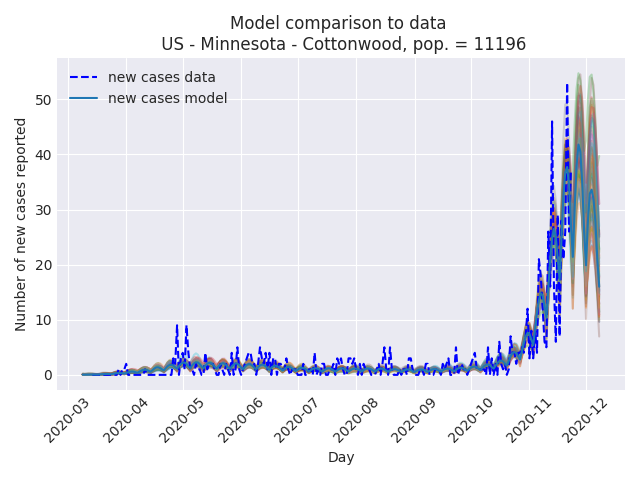 Model comparison to data
US - Minnesota - Cottonwood, pop. = 11196
new cases data
new cases model
Number of new cases reported
50
40
30
20
10
0
2020-03
2020-04
2020-05
2020-06
2020-07
2020-08
2020-09
2020-10
2020-11
2020-12
Day